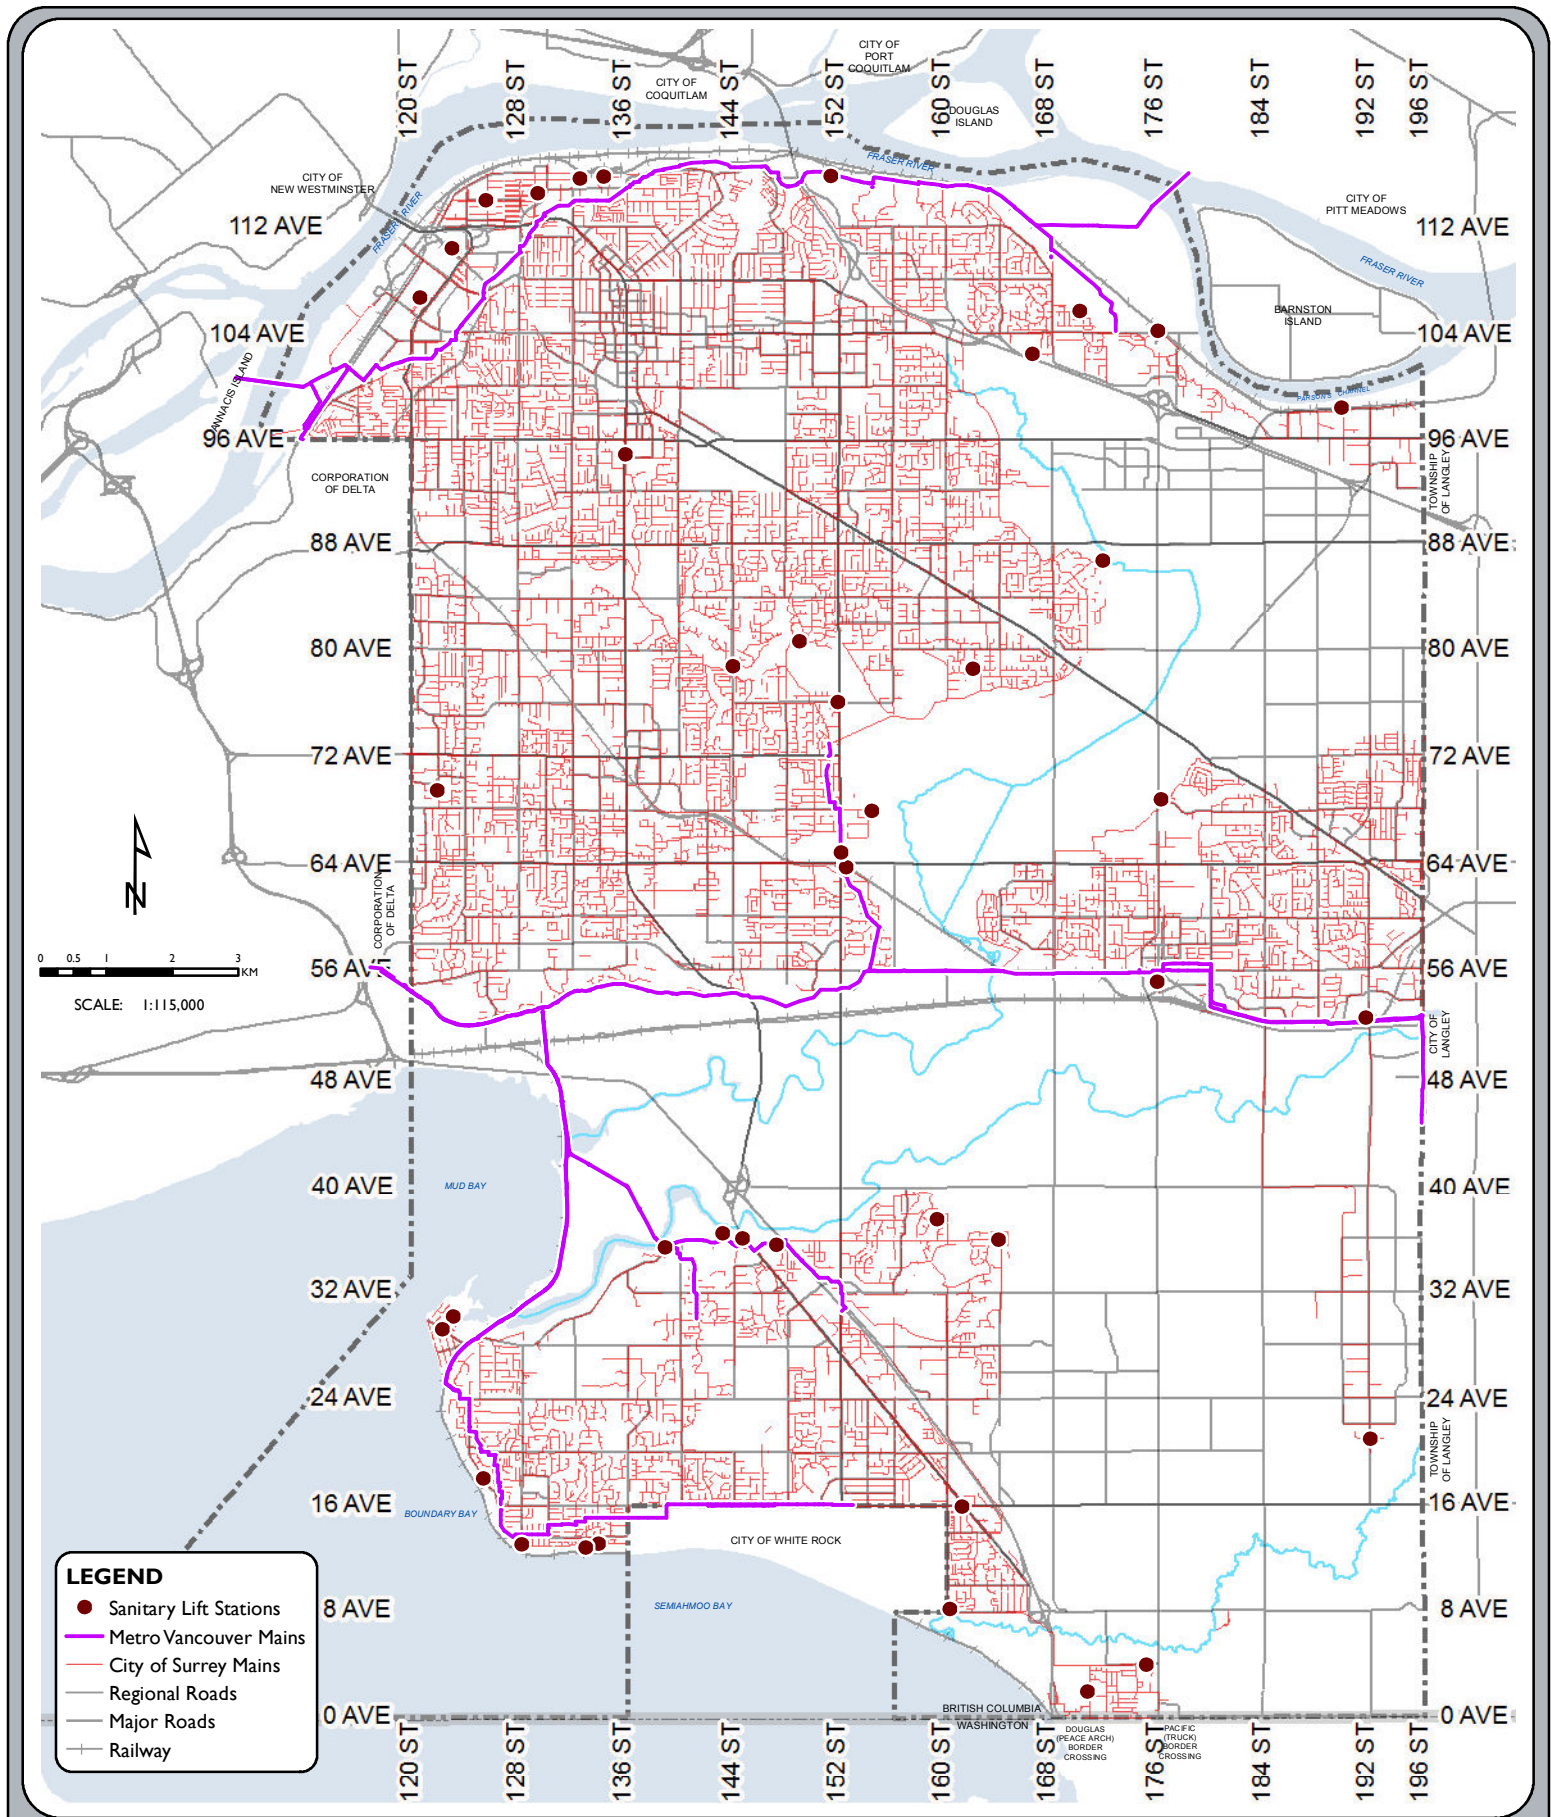 CITY OF
PORT
COQUITLAM
CITY OF
COQUITLAM
120 ST
128 ST
136 ST
144 ST
152 ST
160 ST
168 ST
176 ST
184 ST
192 ST
196 ST
DOUGLAS
ISLAND
FRASER RIVER
CITY OF
NEW WESTMINSTER
FRASER RIVER
CITY OF
PITT MEADOWS
112 AVE
112 AVE
FRASER RIVER
BARNSTON
ISLAND
104 AVE
104 AVE
ANNACIS ISLAND
PARSON'S CHANNEL
96 AVE
96 AVE
CORPORATION
OF DELTA
TOWNSHIP
OF LANGLEY
88 AVE
88 AVE
80 AVE
80 AVE
72 AVE
72 AVE
64 AVE
64 AVE
N
CORPORATION
OF DELTA
0 0.5 1 2 3
KM
56 AVE
56 AVE
SCALE: 1:115,000
CITY OF
LANGLEY
48 AVE
48 AVE
40 AVE
MUD BAY
40 AVE
32 AVE
32 AVE
24 AVE
24 AVE
TOWNSHIP
OF LANGLEY
16 AVE
16 AVE
BOUNDARY BAY
CITY OF WHITE ROCK
LEGEND
Sanitary Lift Stations
Metro Vancouver Mains
City of Surrey Mains
Regional Roads
Major Roads
Railway
8 AVE
SEMIAHMOO BAY
8 AVE
0 AVE
BRITISH COLUMBIA
WASHINGTON
0 AVE
DOUGLAS
(PEACE ARCH)
BORDER
CROSSING
PACIFIC
(TRUCK)
BORDER
CROSSING
120 ST
128 ST
136 ST
144 ST
152 ST
160 ST
168 ST
176 ST
184 ST
192 ST
196 ST